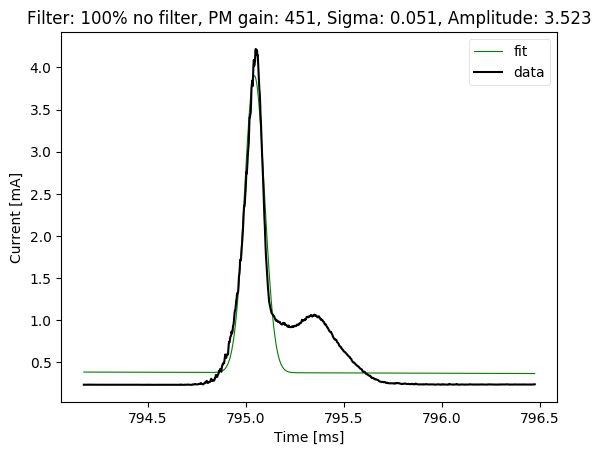 Filter: 100% no filter, PM gain: 451, Sigma: 0.051, Amplitude: 3.523
fit
data
4.0
3.5
3.0
2.5
2.0
1.5
1.0
0.5
Current [mA]
794.5 795.0 795.5 796.0 796.5
Time [ms]